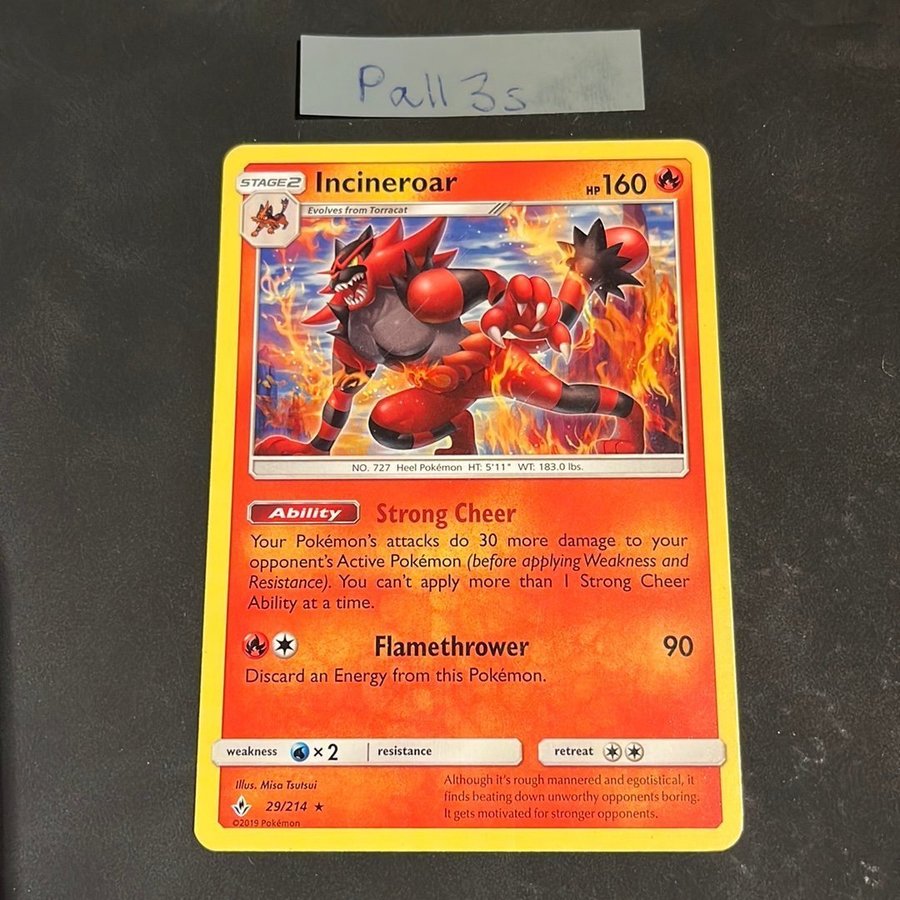 Pall3s
STAGE2 Incineroar HP160
Evolves from Torracat
NO. 727 Heel Pokémon HT: 5'11" WT: 183.0 lbs.
Ability Strong Cheer
Your Pokémon's attacks do 30 more damage to your
opponent's Active Pokémon (before applying Weakness and
Resistance). You can't apply more than 1 Strong Cheer
Ability at a time.
Flamethrower 90
Discard an Energy from this Pokémon.
weakness ×2 resistance retreat
Illus. Misa Tsutsui
29/214
©2019 Pokémon
Although it's rough mannered and egotistical, it
finds beating down unworthy opponents boring.
It gets motivated for stronger opponents.